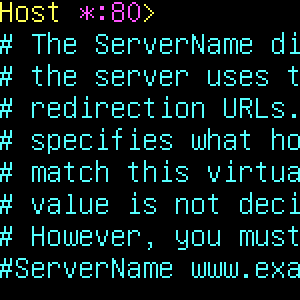 Host *:80>
# The ServerName di
# the server uses t
# redirection URLs.
# specifies what ho
# match this virtua
# value is not deci
# However, you must
#ServerName www.exa